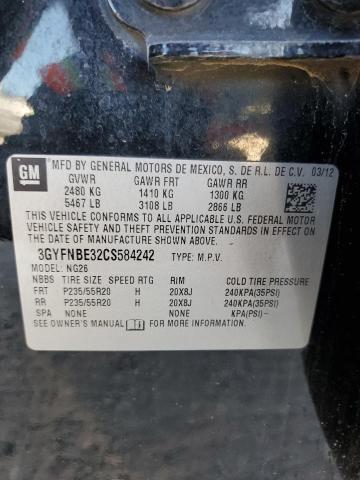 GM
MFD BY GENERAL MOTORS DE MEXICO, S. DE R.L. DE C.V. 03/12
GVWR GAWR FRT GAWR RR
2480 KG 1410 KG 1300 KG
5467 LB 3108 LB 2866 LB
THIS VEHICLE CONFORMS TO ALL APPLICABLE U.S. FEDERAL MOTOR
VEHICLE SAFETY AND THEFT PREVENTION STANDARDS IN EFFECT
ON THE DATE OF MANUFACTURE SHOWN ABOVE.
3GYFNBE32CS584242 TYPE: M.P.V.
MODEL: NG26
NBBS TIRE SIZE SPEED RTG RIM COLD TIRE PRESSURE
FRT P235/55R20 H 20X8J 240KPA(35PSI)
RR P235/55R20 H 20X8J 240KPA(35PSI)
SPA NONE NONE KPA(PSI)-
SEE OWNER'S MANUAL FOR MORE INFORMATION.